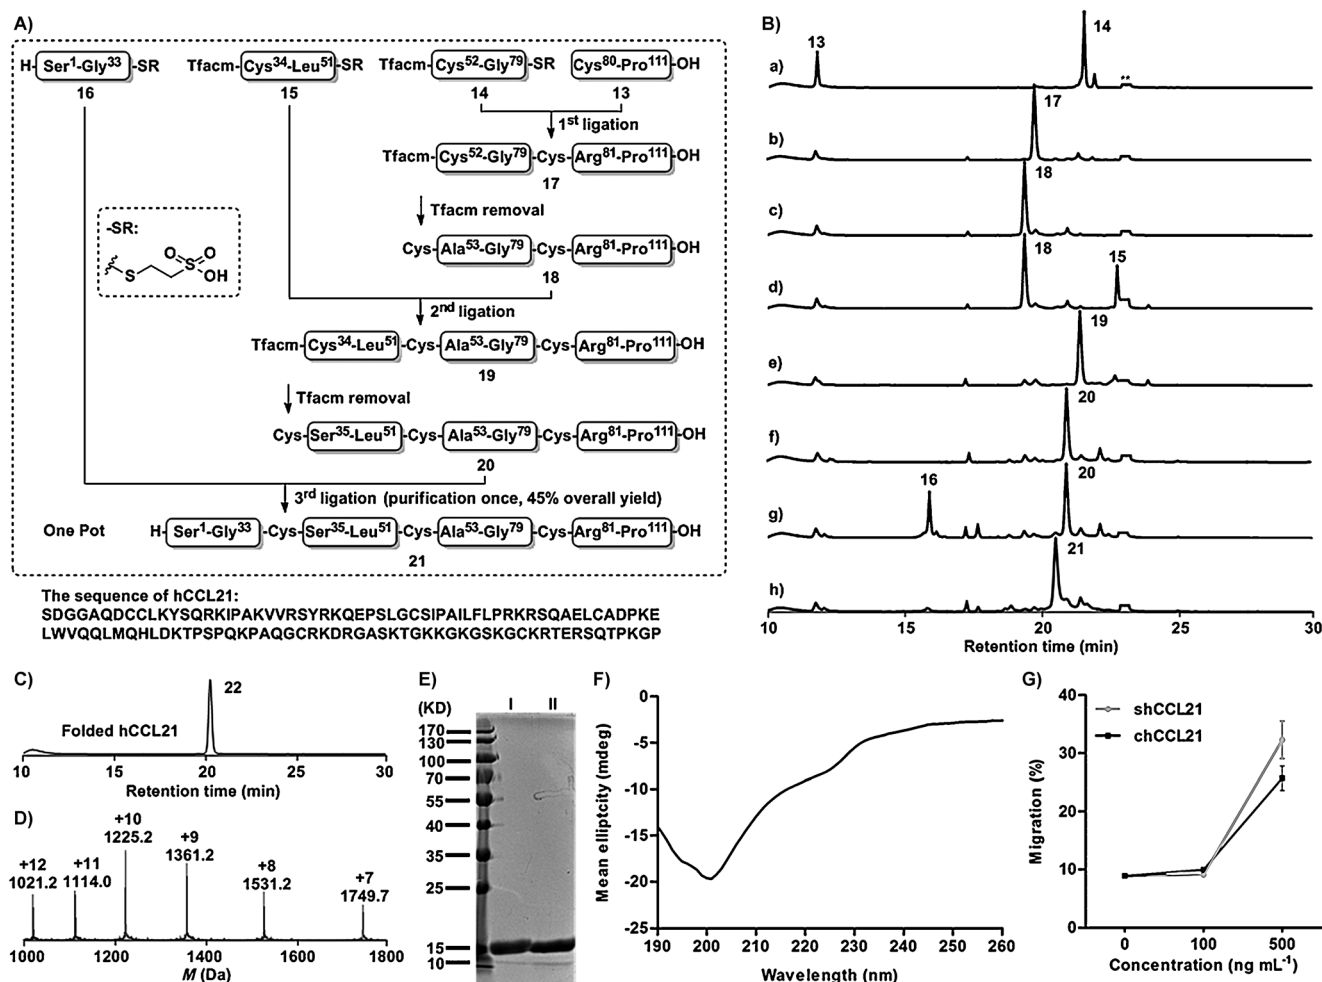 A)
H-Ser1-Gly33-SR Tfacm-Cys34-Leu51-SR Tfacm-Cys52-Gly79-SR Cys80-Pro111-OH
16 15 14 13
1st ligation
Tfacm-Cys52-Gly79-Cys-Arg81-Pro111-OH
17
Tfacm removal
Cys-Ala53-Gly79-Cys-Arg81-Pro111-OH
18
-SR:
O O
S S OH
2nd ligation
Tfacm-Cys34-Leu51-Cys-Ala53-Gly79-Cys-Arg81-Pro111-OH
19
Tfacm removal
Cys-Ser35-Leu51-Cys-Ala53-Gly79-Cys-Arg81-Pro111-OH
20
3rd ligation (purification once, 45% overall yield)
One Pot H-Ser1-Gly33-Cys-Ser35-Leu51-Cys-Ala53-Gly79-Cys-Arg81-Pro111-OH
21
The sequence of hCCL21:
SDGGAQDCCLKYSQRKIPAKVVRSYRKQEPSLGCSIPAILFLPRKRSQAELCADPKE
LWVQQLMQHLDKTPSPQKPAQGCRKDRGASKTGKKGKGSKGCKRTERSQTPKGP
B)
13 14
a) **
17
b)
18
c)
18 15
d)
19
e)
20
f)
16 20
g)
21
h)
10 15 20 25 30
Retention time (min)
C)
22
Folded hCCL21
10 15 20 25 30
Retention time (min)
D)
+12
1021.2
+11
1114.0
+10
1225.2
+9
1361.2
+8
1531.2
+7
1749.7
1000 1200 1400 1600 1800
M (Da)
E)
(KD) I II
170
130
100
70
55
40
35
25
15
10
F)
0
-5
-10
-15
-20
-25
Mean elliptcity (mdeg)
190 200 210 220 230 240 250 260
Wavelength (nm)
G)
40
30
20
10
0
Migration (%)
shCCL21
chCCL21
0 100 500
Concentration (ng mL-1)